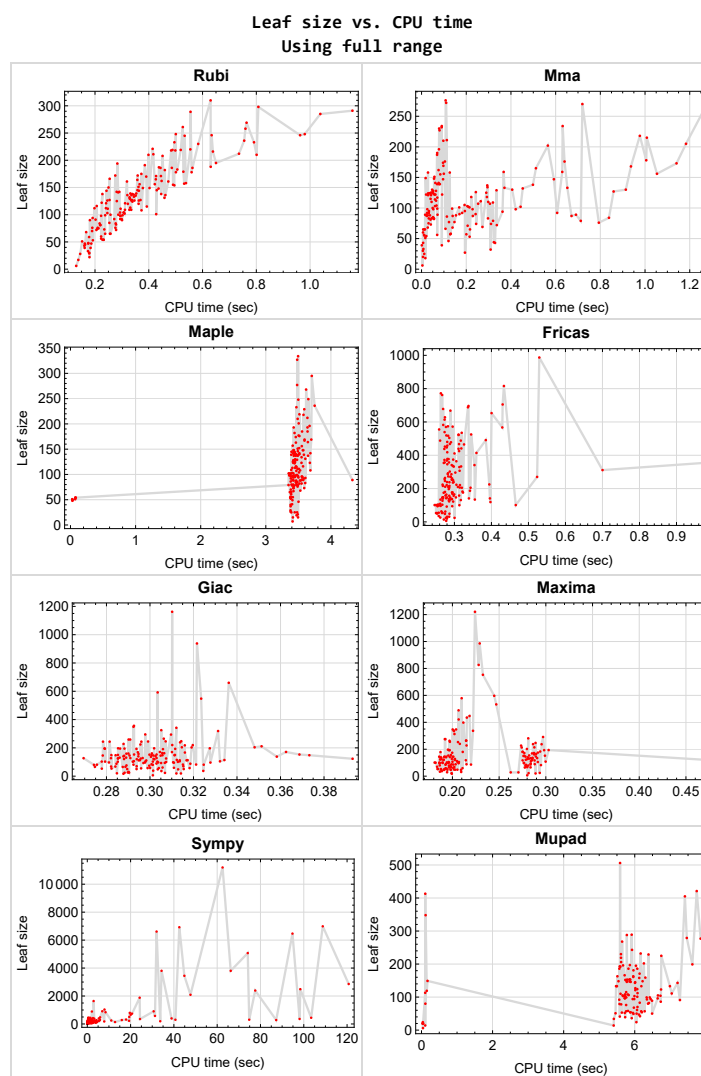 Leaf size vs. CPU time
Using full range
Rubi
Leaf size
300
250
200
150
100
50
0
0.2 0.4 0.6 0.8 1.0
CPU time (sec)
Mma
Leaf size
250
200
150
100
50
0
0.0 0.2 0.4 0.6 0.8 1.0 1.2
CPU time (sec)
Maple
Leaf size
350
300
250
200
150
100
50
0
0 1 2 3 4
CPU time (sec)
Fricas
Leaf size
1000
800
600
400
200
0
0.3 0.4 0.5 0.6 0.7 0.8 0.9
CPU time (sec)
Giac
Leaf size
1200
1000
800
600
400
200
0
0.28 0.30 0.32 0.34 0.36 0.38
CPU time (sec)
Maxima
Leaf size
1200
1000
800
600
400
200
0
0.20 0.25 0.30 0.35 0.40 0.45
CPU time (sec)
Sympy
Leaf size
10 000
8000
6000
4000
2000
0
0 20 40 60 80 100 120
CPU time (sec)
Mupad
Leaf size
500
400
300
200
100
0
0 2 4 6
CPU time (sec)